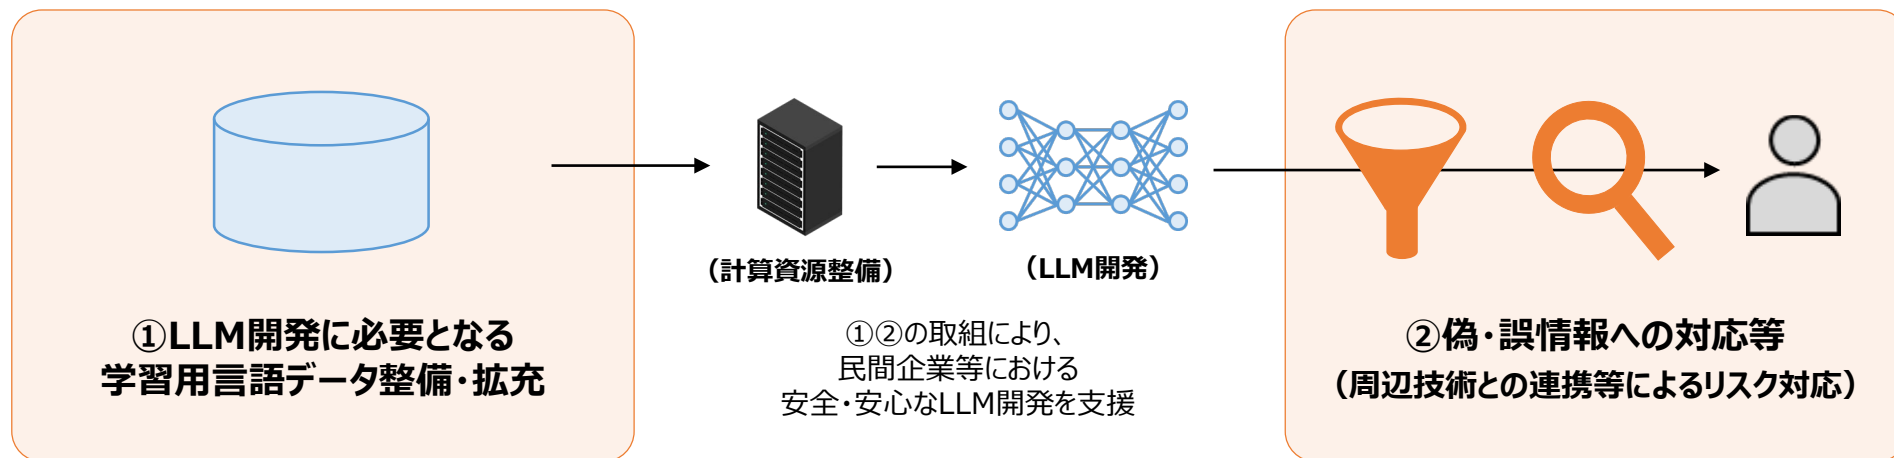 ①LLM開発に必要となる
学習用言語データ整備・拡充
（計算資源整備）
（LLM開発）
①②の取組により、
民間企業等における
安全・安心なLLM開発を支援
②偽・誤情報への対応等
（周辺技術との連携等によるリスク対応）